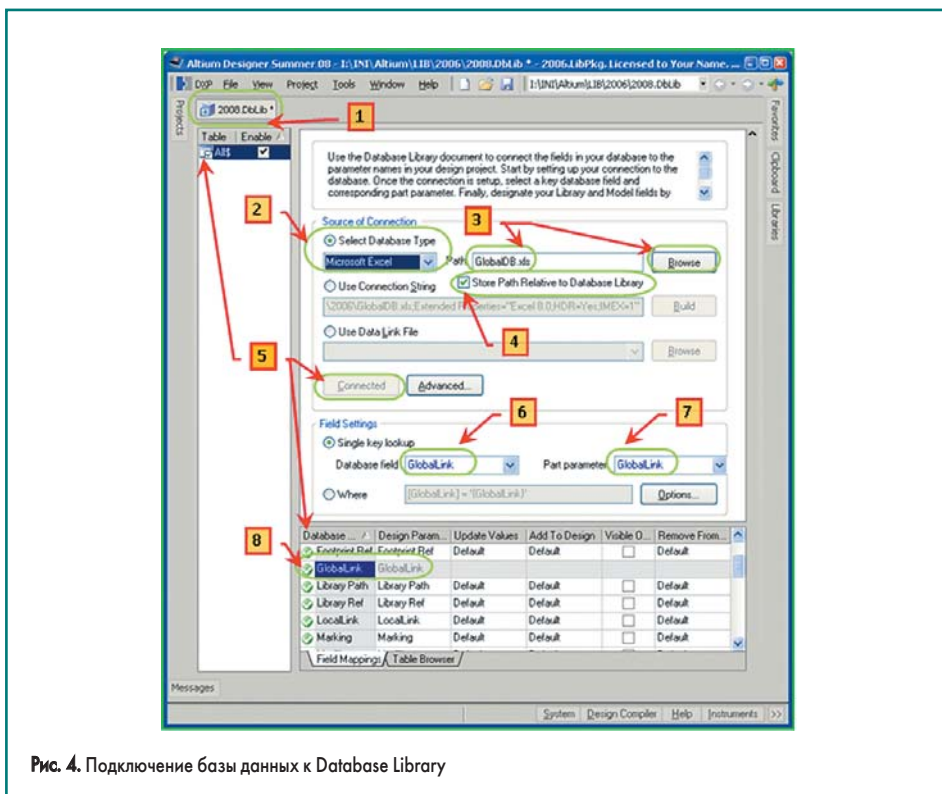 Altium Designer Summer 08 - I:\INI\Altium\LIB\2006\2008.DbLib * - 2006.LibPkg. Licensed to Your Name. ...
DXP File View Project Tools Window Help I:\INI\Altium\LIB\2006\2008.DbLib
Projects
2008.DbLib *
1
Favorites
Clipboard
Libraries
Table Enable
All$
Use the Database Library document to connect the fields in your database to the
parameter names in your design project. Start by setting up your connection to the
database. Once the connection is setup, select a key database field and
corresponding part parameter. Finally, designate your Library and Model fields by
2
Source of Connection
3
Select Database Type
Microsoft Excel Path GlobalDB.xls Browse
Use Connection String Store Path Relative to Database Library
\2006\GlobalDB.xls;Extended Properties="Excel 8.0;HDR=Yes;IMEX=1" Build
4
Use Data Link File
Browse
5
Connected Advanced...
6
7
Field Settings
Single key lookup
Database field GlobalLink Part parameter GlobalLink
Where [GlobalLink] = '{GlobalLink}' Options...
8
Database ... Design Param... Update Values Add To Design Visible O... Remove From...
Footprint Ref Footprint Ref Default Default Default
GlobalLink GlobalLink
Library Path Library Path Default Default Default
Library Ref Library Ref Default Default Default
LocalLink LocalLink Default Default Default
Marking Marking Default Default Default
Field Mappings Table Browser
Messages
System Design Compiler Help Instruments >>
Рис. 4. Подключение базы данных к Database Library